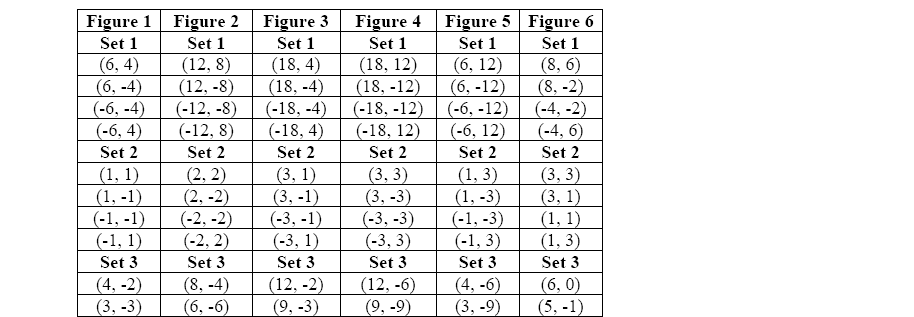 Figure 1 Figure 2 Figure 3 Figure 4 Figure 5 Figure 6
Set 1 Set 1 Set 1 Set 1 Set 1 Set 1
(6, 4) (12, 8) (18, 4) (18, 12) (6, 12) (8, 6)
(6, -4) (12, -8) (18, -4) (18, -12) (6, -12) (8, -2)
(-6, -4) (-12, -8) (-18, -4) (-18, -12) (-6, -12) (-4, -2)
(-6, 4) (-12, 8) (-18, 4) (-18, 12) (-6, 12) (-4, 6)
Set 2 Set 2 Set 2 Set 2 Set 2 Set 2
(1, 1) (2, 2) (3, 1) (3, 3) (1, 3) (3, 3)
(1, -1) (2, -2) (3, -1) (3, -3) (1, -3) (3, 1)
(-1, -1) (-2, -2) (-3, -1) (-3, -3) (-1, -3) (1, 1)
(-1, 1) (-2, 2) (-3, 1) (-3, 3) (-1, 3) (1, 3)
Set 3 Set 3 Set 3 Set 3 Set 3 Set 3
(4, -2) (8, -4) (12, -2) (12, -6) (4, -6) (6, 0)
(3, -3) (6, -6) (9, -3) (9, -9) (3, -9) (5, -1)